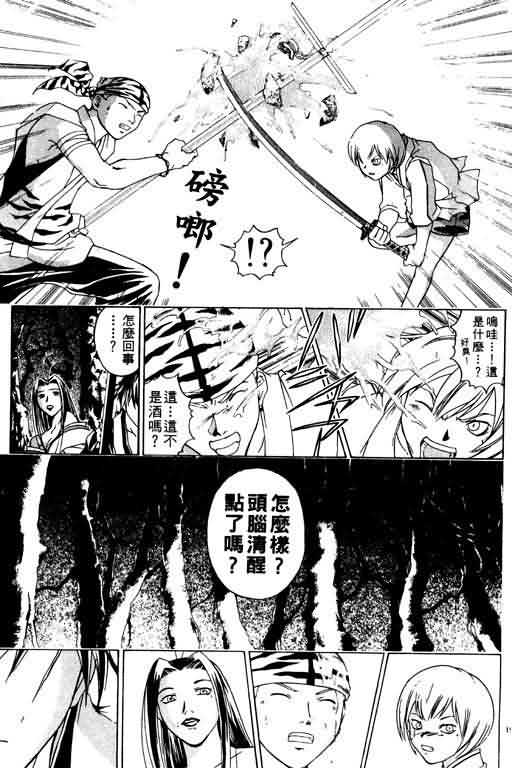 磅
啷
！
！？
嗚哇…！這
是什麼…？
好臭
這…這不
是酒嗎？
怎麼回事
……？
怎麼樣？
頭腦清醒
點了嗎？